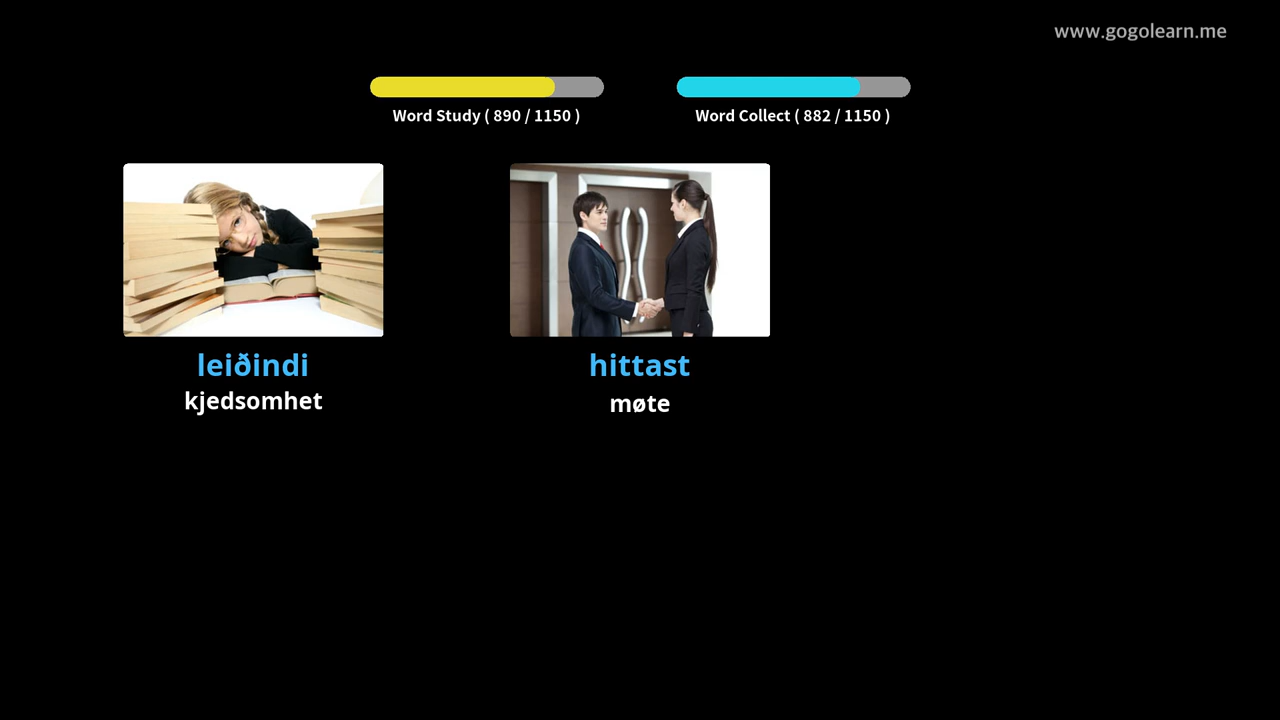 www.gogolearn.me
Word Study ( 890 / 1150 )
Word Collect ( 882 / 1150 )
leiðindi
kjedsomhet
hittast
møte